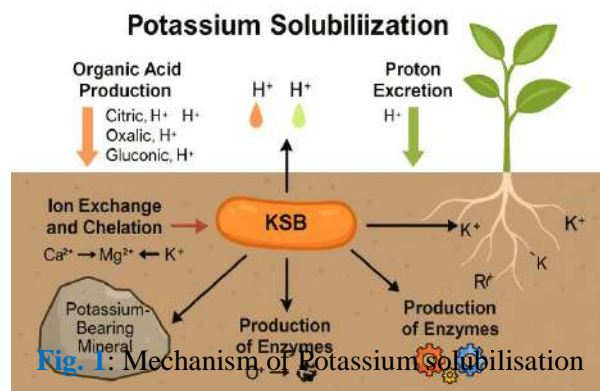 Potassium Solubiliization
Organic Acid
Production
Citric, H⁺ H⁺
Oxalic, H⁺
Gluconic, H⁺
H⁺ H⁺
Proton
Excretion
H⁺
Ion Exchange
and Chelation
Ca²⁺ → Mg²⁺ ← K⁺
KSB
K⁺ K⁺
K
Potassium-
Bearing
Mineral
Production
of Enzymes
Production
of Enzymes
Fig. 1: Mechanism of Potassium solubilisation